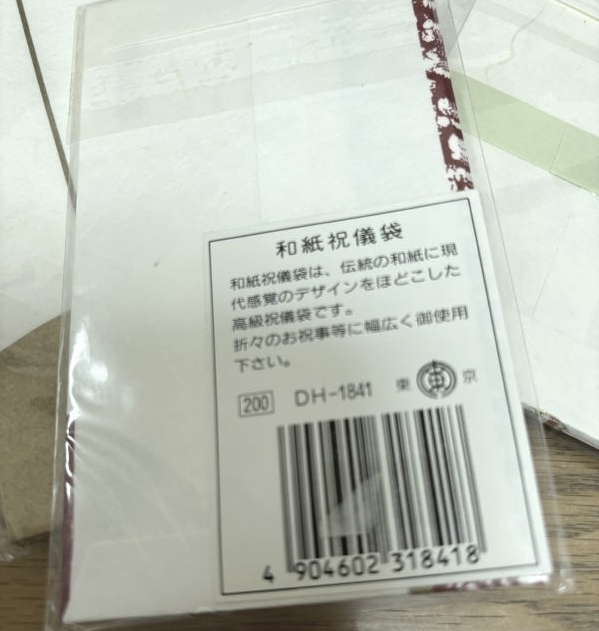 和紙祝儀袋
和紙祝儀袋は、伝統の和紙に現
代感覚のデザインをほどこした
高級祝儀袋です。
折々のお祝事等に幅広く御使用
下さい。
200 DH-1841 東 京
4 904602 318418